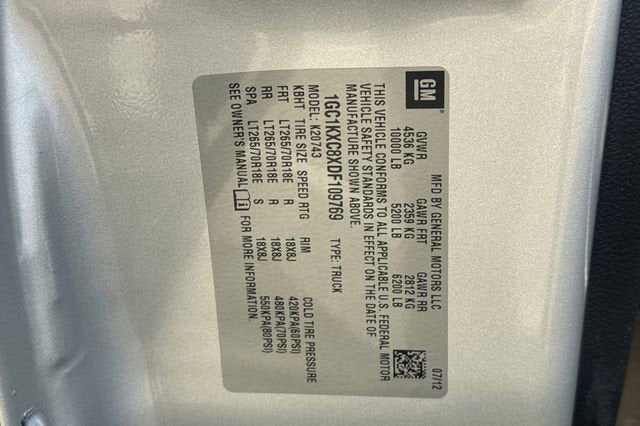 GM
MFD BY GENERAL MOTORS LLC 07/12
GVWR GAWR FRT GAWR RR
4536 KG 2359 KG 2812 KG
10000 LB 5200 LB 6200 LB
THIS VEHICLE CONFORMS TO ALL APPLICABLE U.S. FEDERAL MOTOR
VEHICLE SAFETY STANDARDS IN EFFECT ON THE DATE OF
MANUFACTURE SHOWN ABOVE.
1GC1KXC8XDF109769 TYPE: TRUCK
MODEL: K20743
KBHT TIRE SIZE SPEED RTG RIM COLD TIRE PRESSURE
FRT LT265/70R18E R 18X8J 420KPA(60PSI)
RR LT265/70R18E R 18X8J 480KPA(70PSI)
SPA LT265/70R18E S 18X8J 550KPA(80PSI)
SEE OWNER'S MANUAL FOR MORE INFORMATION.